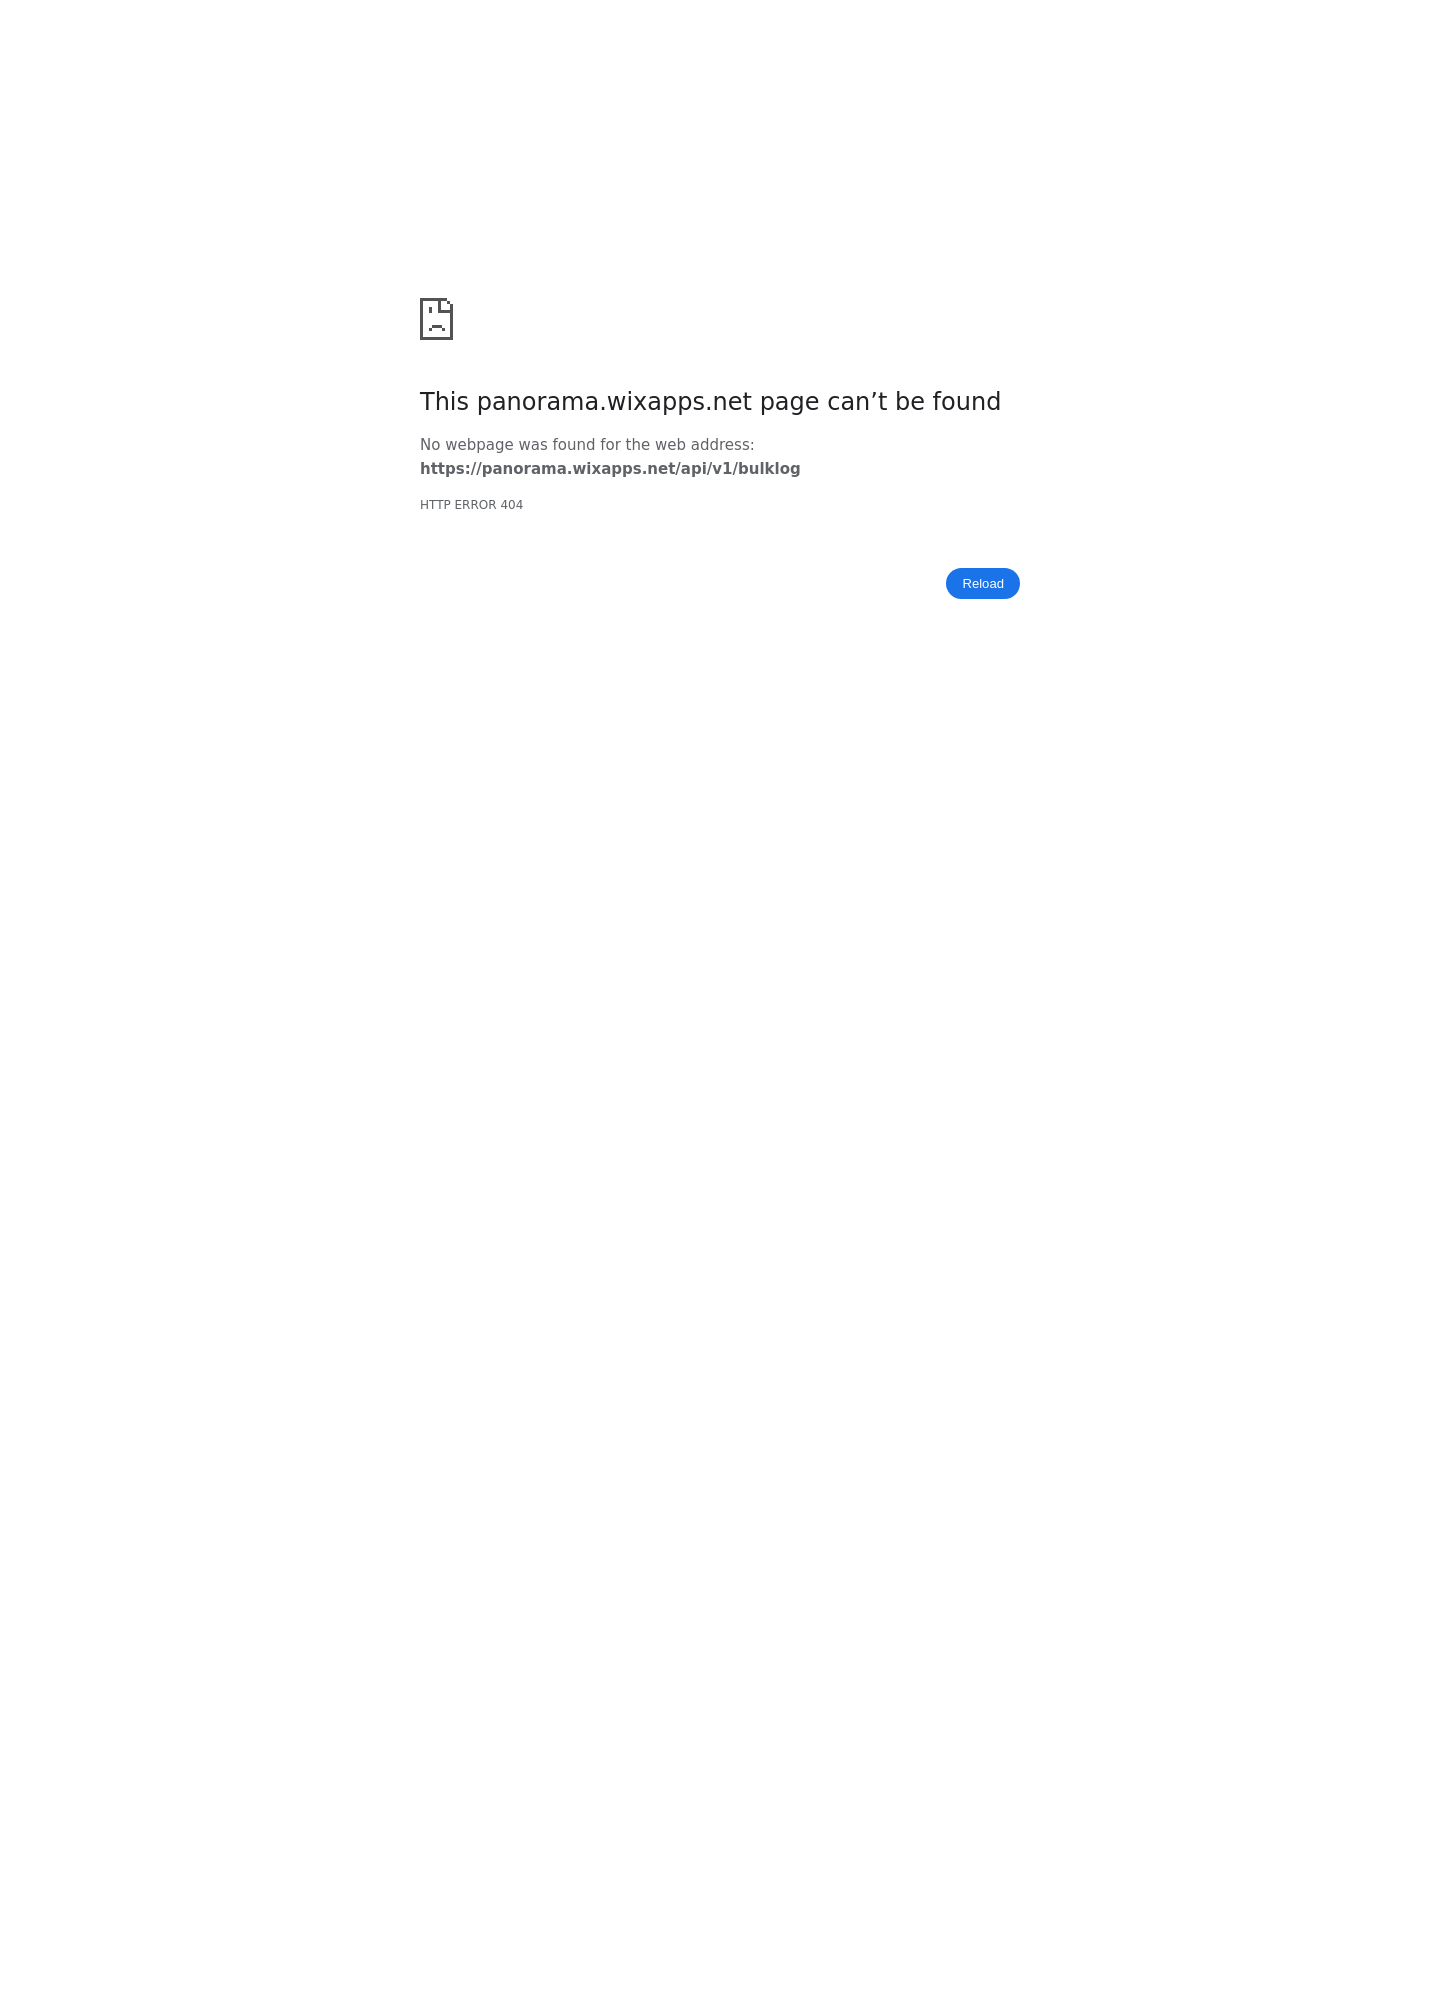 This panorama.wixapps.net page can’t be found
No webpage was found for the web address:
https://panorama.wixapps.net/api/v1/bulklog
HTTP ERROR 404
Reload